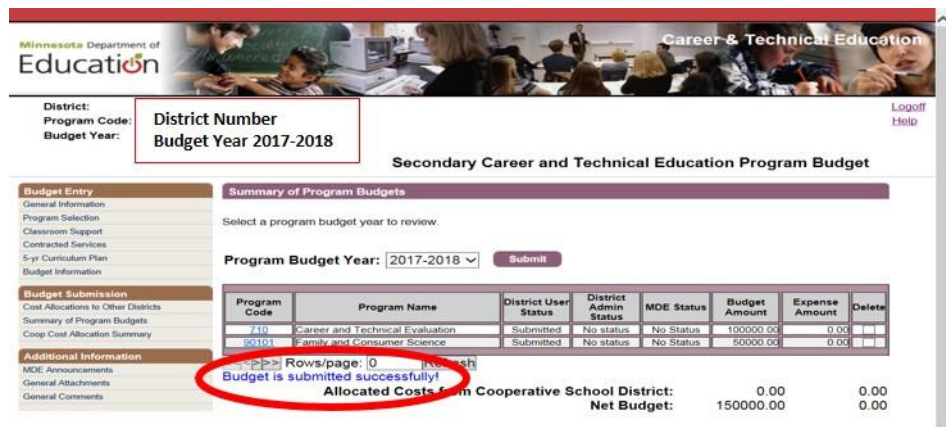 Minnesota Department of
Education
Career & Technical Education
District:
Program Code:
Budget Year:
District Number
Budget Year 2017-2018
Logoff
Help
Secondary Career and Technical Education Program Budget
Budget Entry
General Information
Program Selection
Classroom Support
Contracted Services
5-yr Curriculum Plan
Budget Information
Budget Submission
Cost Allocations to Other Districts
Summary of Program Budgets
Coop Cost Allocation Summary
Additional Information
MDE Announcements
General Attachments
General Comments
Summary of Program Budgets
Select a program budget year to review.
Program Budget Year: 2017-2018 Submit
Program Code Program Name District User Status District Admin Status MDE Status Budget Amount Expense Amount Delete
710 Career and Technical Evaluation Submitted No status No Status 100000.00 0.00
90101 Family and Consumer Science Submitted No status No Status 50000.00 0.00
>>> Rows/page: 0
Budget is submitted successfully!
Allocated Costs from Cooperative School District: 0.00 0.00
Net Budget: 150000.00 0.00